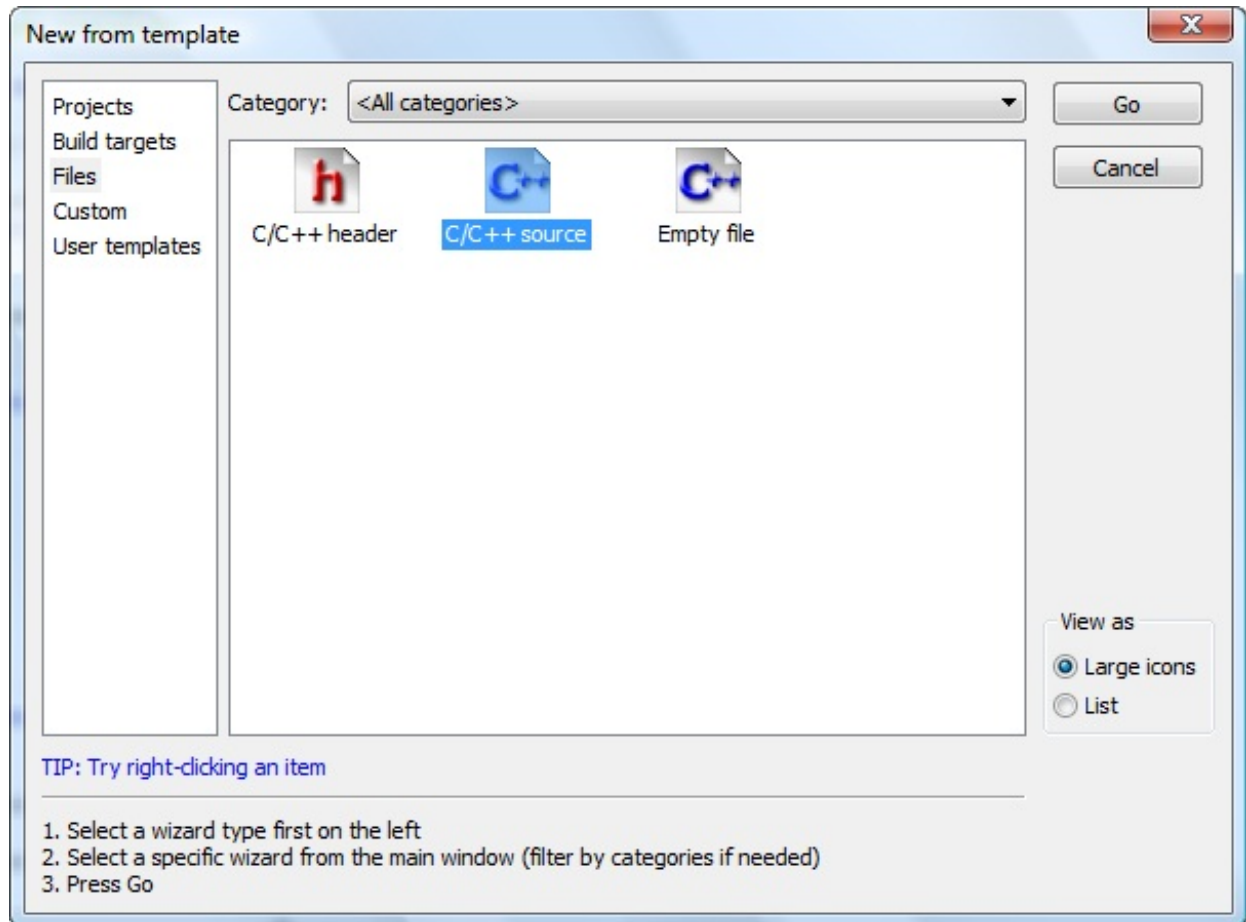 New from template
Projects
Build targets
Files
Custom
User templates
Category:
<All categories>
h
C/C++ header
C++
C/C++ source
C++
Empty file
Go
Cancel
View as
Large icons
List
TIP: Try right-clicking an item
1. Select a wizard type first on the left
2. Select a specific wizard from the main window (filter by categories if needed)
3. Press Go